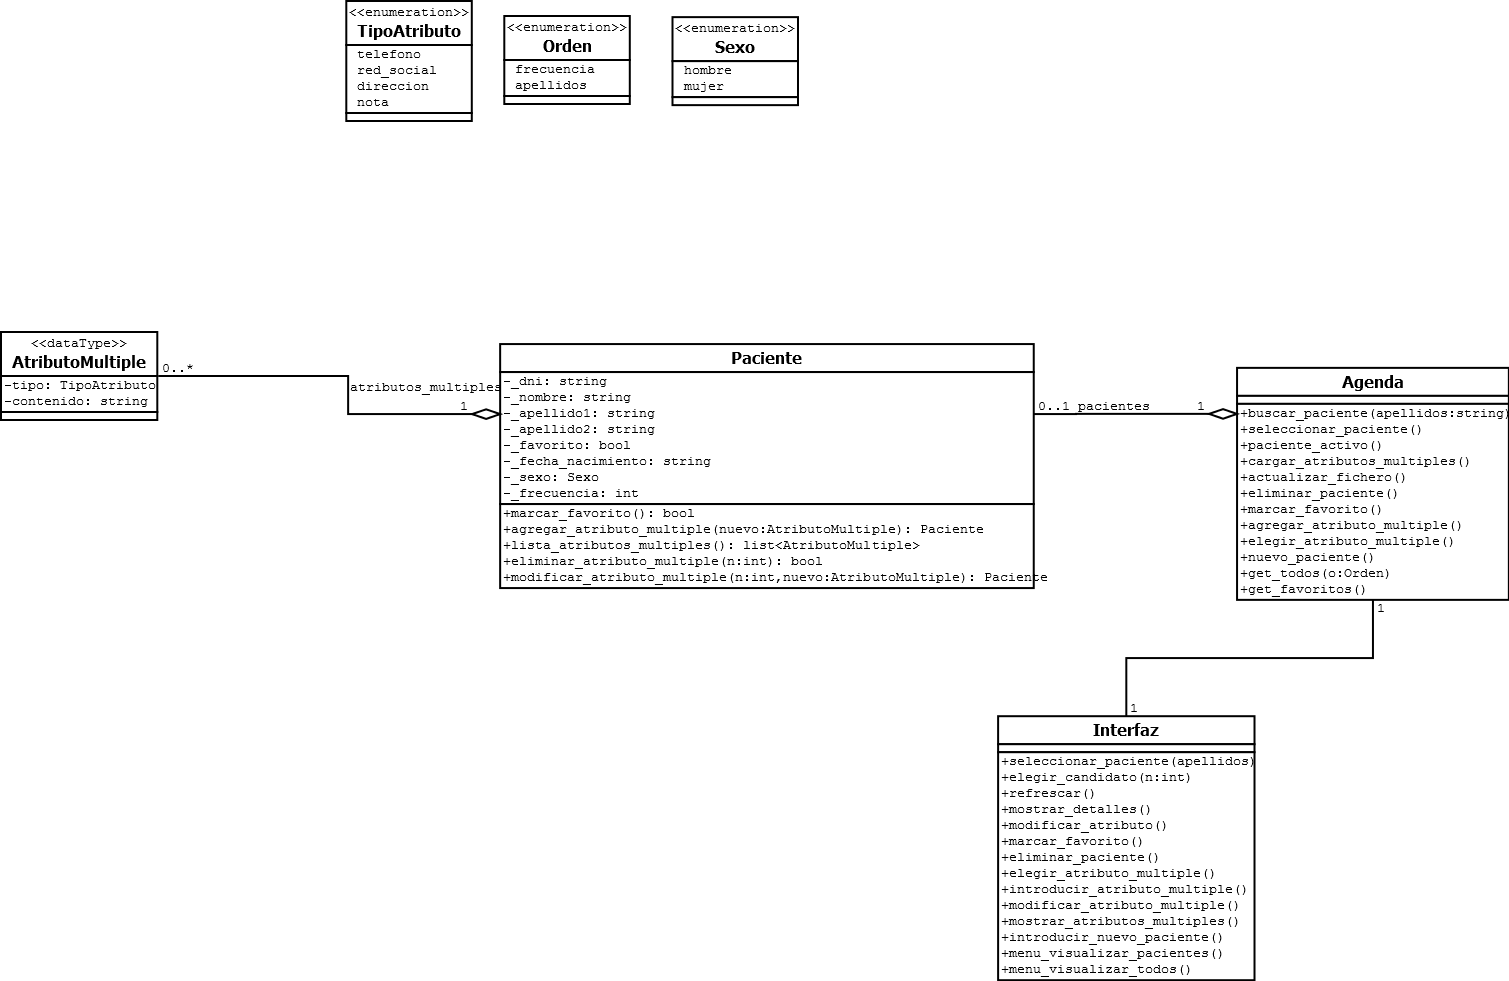 <<enumeration>>
TipoAtributo
telefono
red_social
direccion
nota
<<enumeration>>
Orden
frecuencia
apellidos
<<enumeration>>
Sexo
hombre
mujer
<<dataType>>
AtributoMultiple
-tipo: TipoAtributo
-contenido: string
0..*
atributos_multiples
1
Paciente
-_dni: string
-_nombre: string
-_apellido1: string
-_apellido2: string
-_favorito: bool
-_fecha_nacimiento: string
-_sexo: Sexo
-_frecuencia: int
+marcar_favorito(): bool
+agregar_atributo_multiple(nuevo:AtributoMultiple): Paciente
+lista_atributos_multiples(): list<AtributoMultiple>
+eliminar_atributo_multiple(n:int): bool
+modificar_atributo_multiple(n:int,nuevo:AtributoMultiple): Paciente
0..1 pacientes
1
Agenda
+buscar_paciente(apellidos:string)
+seleccionar_paciente()
+paciente_activo()
+cargar_atributos_multiples()
+actualizar_fichero()
+eliminar_paciente()
+marcar_favorito()
+agregar_atributo_multiple()
+elegir_atributo_multiple()
+nuevo_paciente()
+get_todos(o:Orden)
+get_favoritos()
1
1
Interfaz
+seleccionar_paciente(apellidos)
+elegir_candidato(n:int)
+refrescar()
+mostrar_detalles()
+modificar_atributo()
+marcar_favorito()
+eliminar_paciente()
+elegir_atributo_multiple()
+introducir_atributo_multiple()
+modificar_atributo_multiple()
+mostrar_atributos_multiples()
+introducir_nuevo_paciente()
+menu_visualizar_pacientes()
+menu_visualizar_todos()